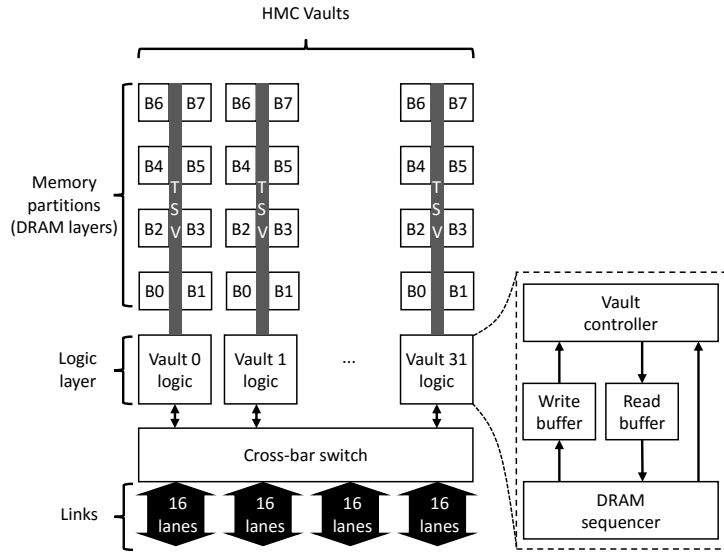 HMC Vaults
B6 B7 B6 B7 B6 B7
B4 B5 B4 B5 B4 B5
T T T
S S S
V V V
Memory
partitions
(DRAM layers)
B2 B3 B2 B3 B2 B3
B0 B1 B0 B1 B0 B1
Logic
layer
Vault 0
logic
Vault 1
logic
...
Vault 31
logic
Cross-bar switch
Links
16
lanes
16
lanes
16
lanes
16
lanes
Vault
controller
Write
buffer
Read
buffer
DRAM
sequencer